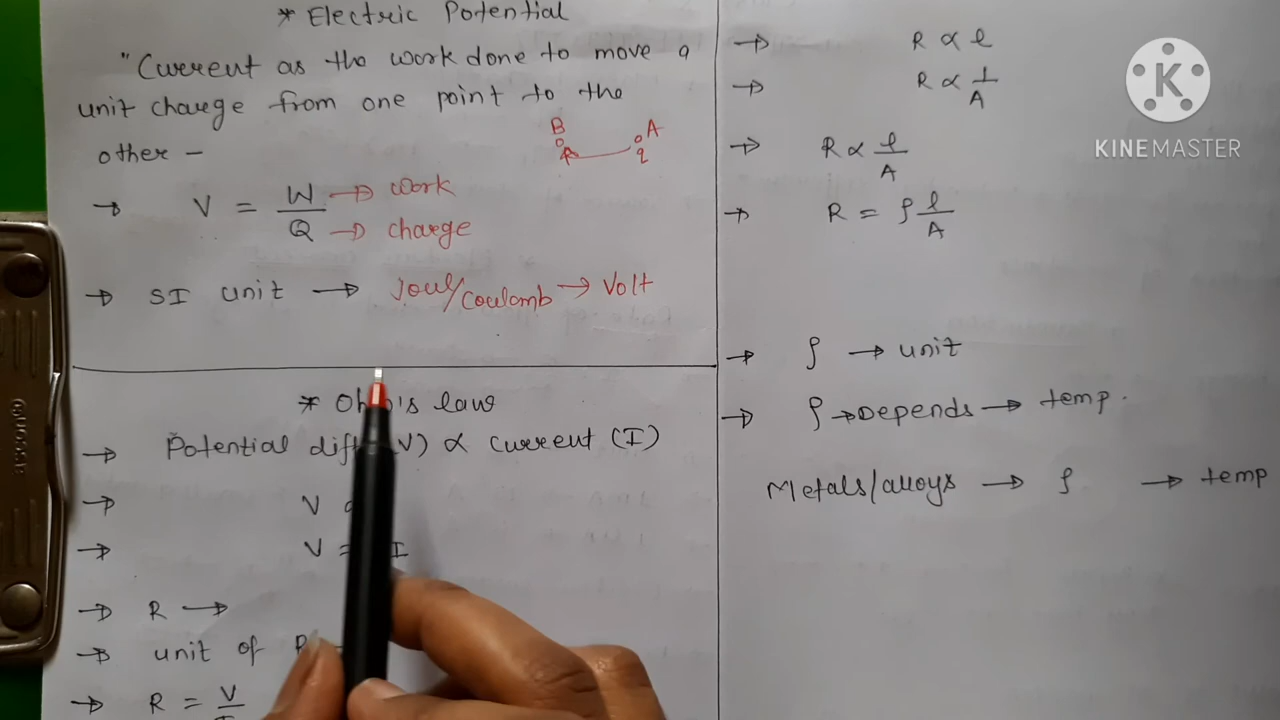 * Electric Potential
"Current as the work done to move a
unit charge from one point to the
other –
B
A
q
→ V = W → work
Q → charge
→ SI unit → Joul/coulomb → Volt
* Ohm's law
→ Potential diff (V) ∝ current (I)
→ V
→ V = I
→ R →
→ unit of R
→ R = V
→ R ∝ l
→ R ∝ 1/A
→ R ∝ l/A
→ R = ρ l/A
→ ρ → unit
→ ρ → Depends → temp.
Metals/alloys → ρ → temp
K
KINEMASTER